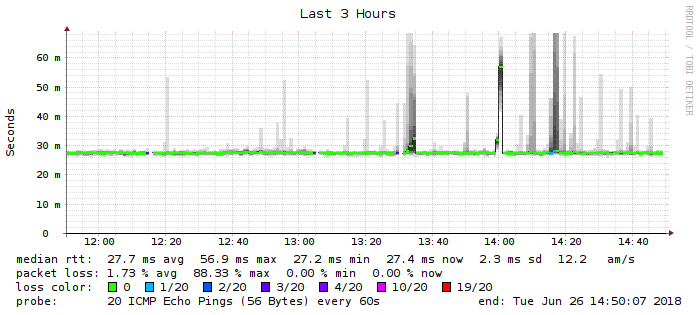 Last 3 Hours
RRDTOOL / TOBI OETIKER
Seconds
60 m
50 m
40 m
30 m
20 m
10 m
0
12:00 12:20 12:40 13:00 13:20 13:40 14:00 14:20 14:40
median rtt: 27.7 ms avg 56.9 ms max 27.2 ms min 27.4 ms now 2.3 ms sd 12.2 am/s
packet loss: 1.73 % avg 88.33 % max 0.00 % min 0.00 % now
loss color: 0 1/20 2/20 3/20 4/20 10/20 19/20
probe: 20 ICMP Echo Pings (56 Bytes) every 60s end: Tue Jun 26 14:50:07 2018